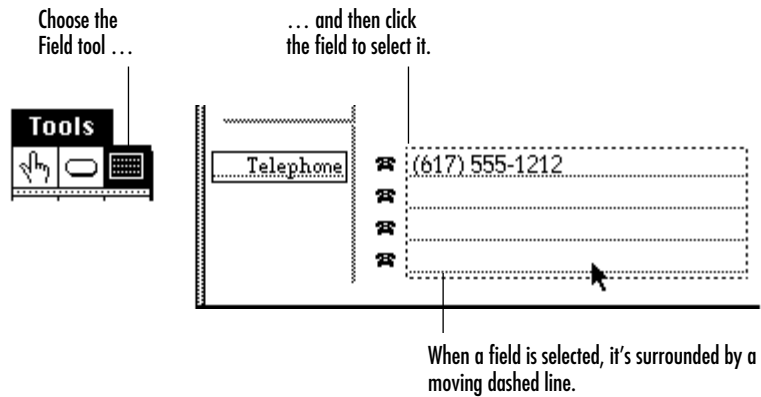 Choose the
Field tool …
… and then click
the field to select it.
Tools
Telephone
(617) 555-1212
When a field is selected, it's surrounded by a
moving dashed line.